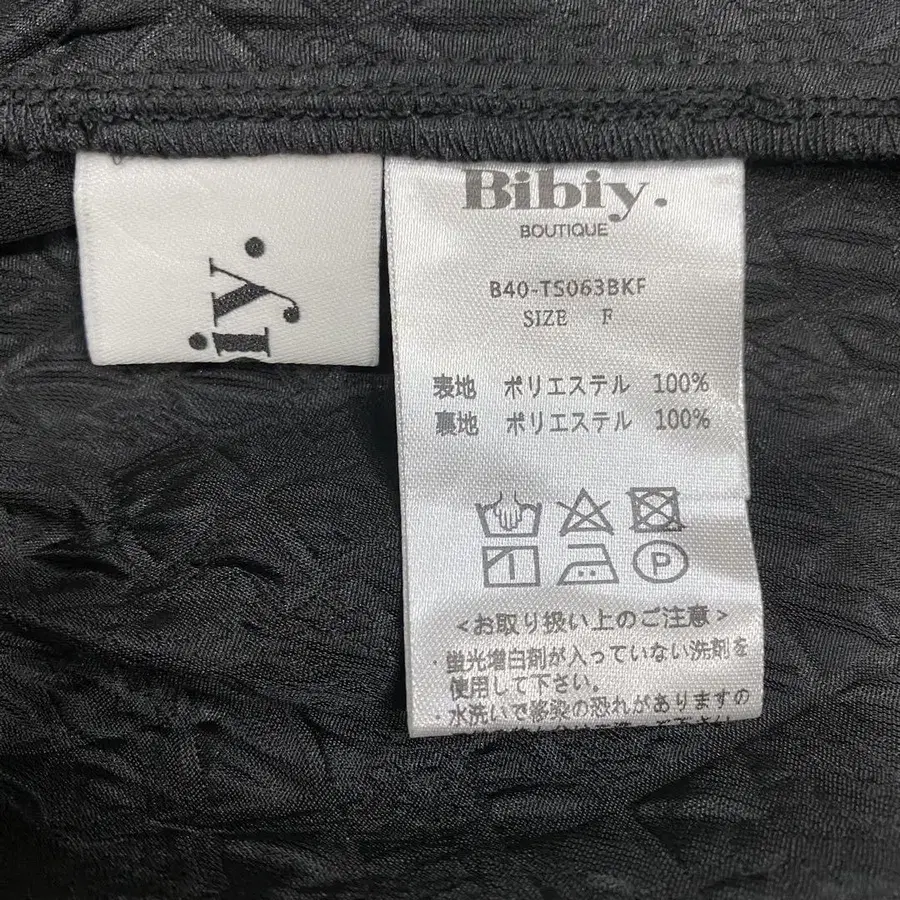 iy.
Bibiy.
BOUTIQUE
B40-TS063BKF
SIZE F
表地 ポリエステル 100%
裏地 ポリエステル 100%
P
<お取り扱い上のご注意>
・蛍光増白剤が入っていない洗剤を
使用して下さい。
・水洗いで移染の恐れがありますの